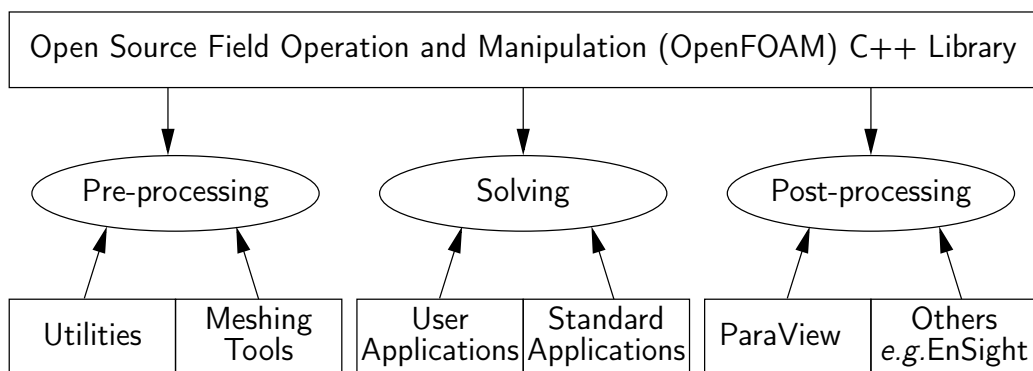 Open Source Field Operation and Manipulation (OpenFOAM) C++ Library
Pre-processing
Solving
Post-processing
Utilities
Meshing
Tools
User
Applications
Standard
Applications
ParaView
Others
e.g.EnSight